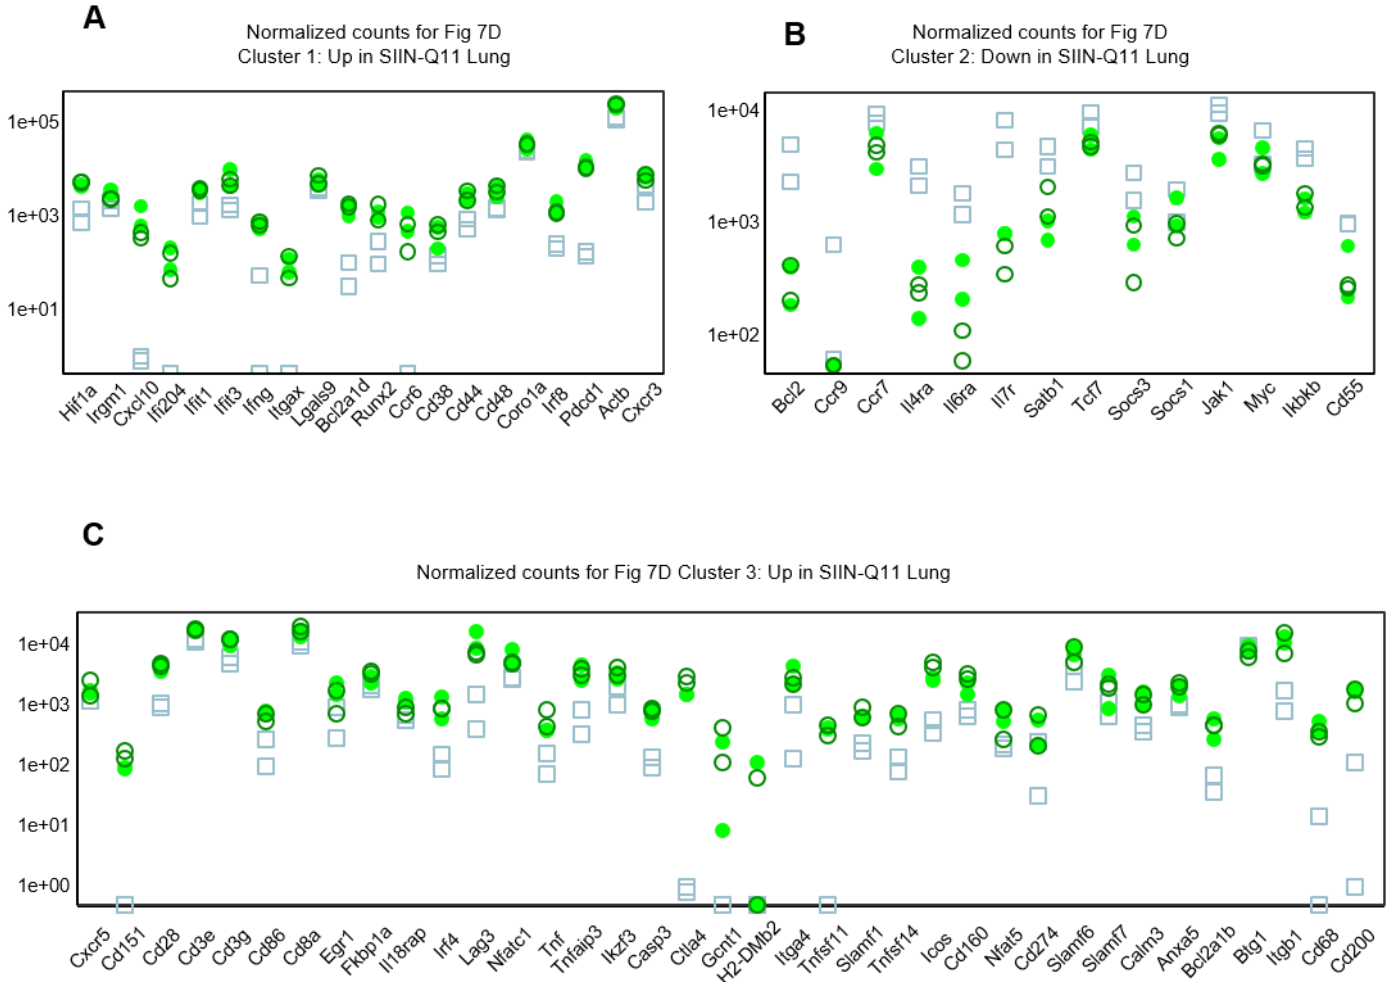 A
Normalized counts for Fig 7D
Cluster 1: Up in SIIN-Q11 Lung
1e+05
1e+03
1e+01
Hif1a
Irgm1
Cxcl10
Ifi204
Ifit1
Ifit3
Ifng
Itgax
Lgals9
Bcl2a1d
Runx2
Ccr6
Cd38
Cd44
Cd48
Coro1a
Irf8
Pdcd1
Actb
Cxcr3
B
Normalized counts for Fig 7D
Cluster 2: Down in SIIN-Q11 Lung
1e+04
1e+03
1e+02
Bcl2
Ccr9
Ccr7
Il4ra
Il6ra
Il7r
Satb1
Tcf7
Socs3
Socs1
Jak1
Myc
Ikbkb
Cd55
C
Normalized counts for Fig 7D Cluster 3: Up in SIIN-Q11 Lung
1e+04
1e+03
1e+02
1e+01
1e+00
Cxcr5
Cd151
Cd28
Cd3e
Cd3g
Cd86
Cd8a
Egr1
Fkbp1a
Il18rap
Irf4
Lag3
Nfatc1
Tnf
Tnfaip3
Ikzf3
Casp3
Ctla4
Gcnt1
H2-DMb2
Itga4
Tnfsf11
Slamf1
Tnfsf14
Icos
Cd160
Nfat5
Cd274
Slamf6
Slamf7
Calm3
Anxa5
Bcl2a1b
Btg1
Itgb1
Cd68
Cd200